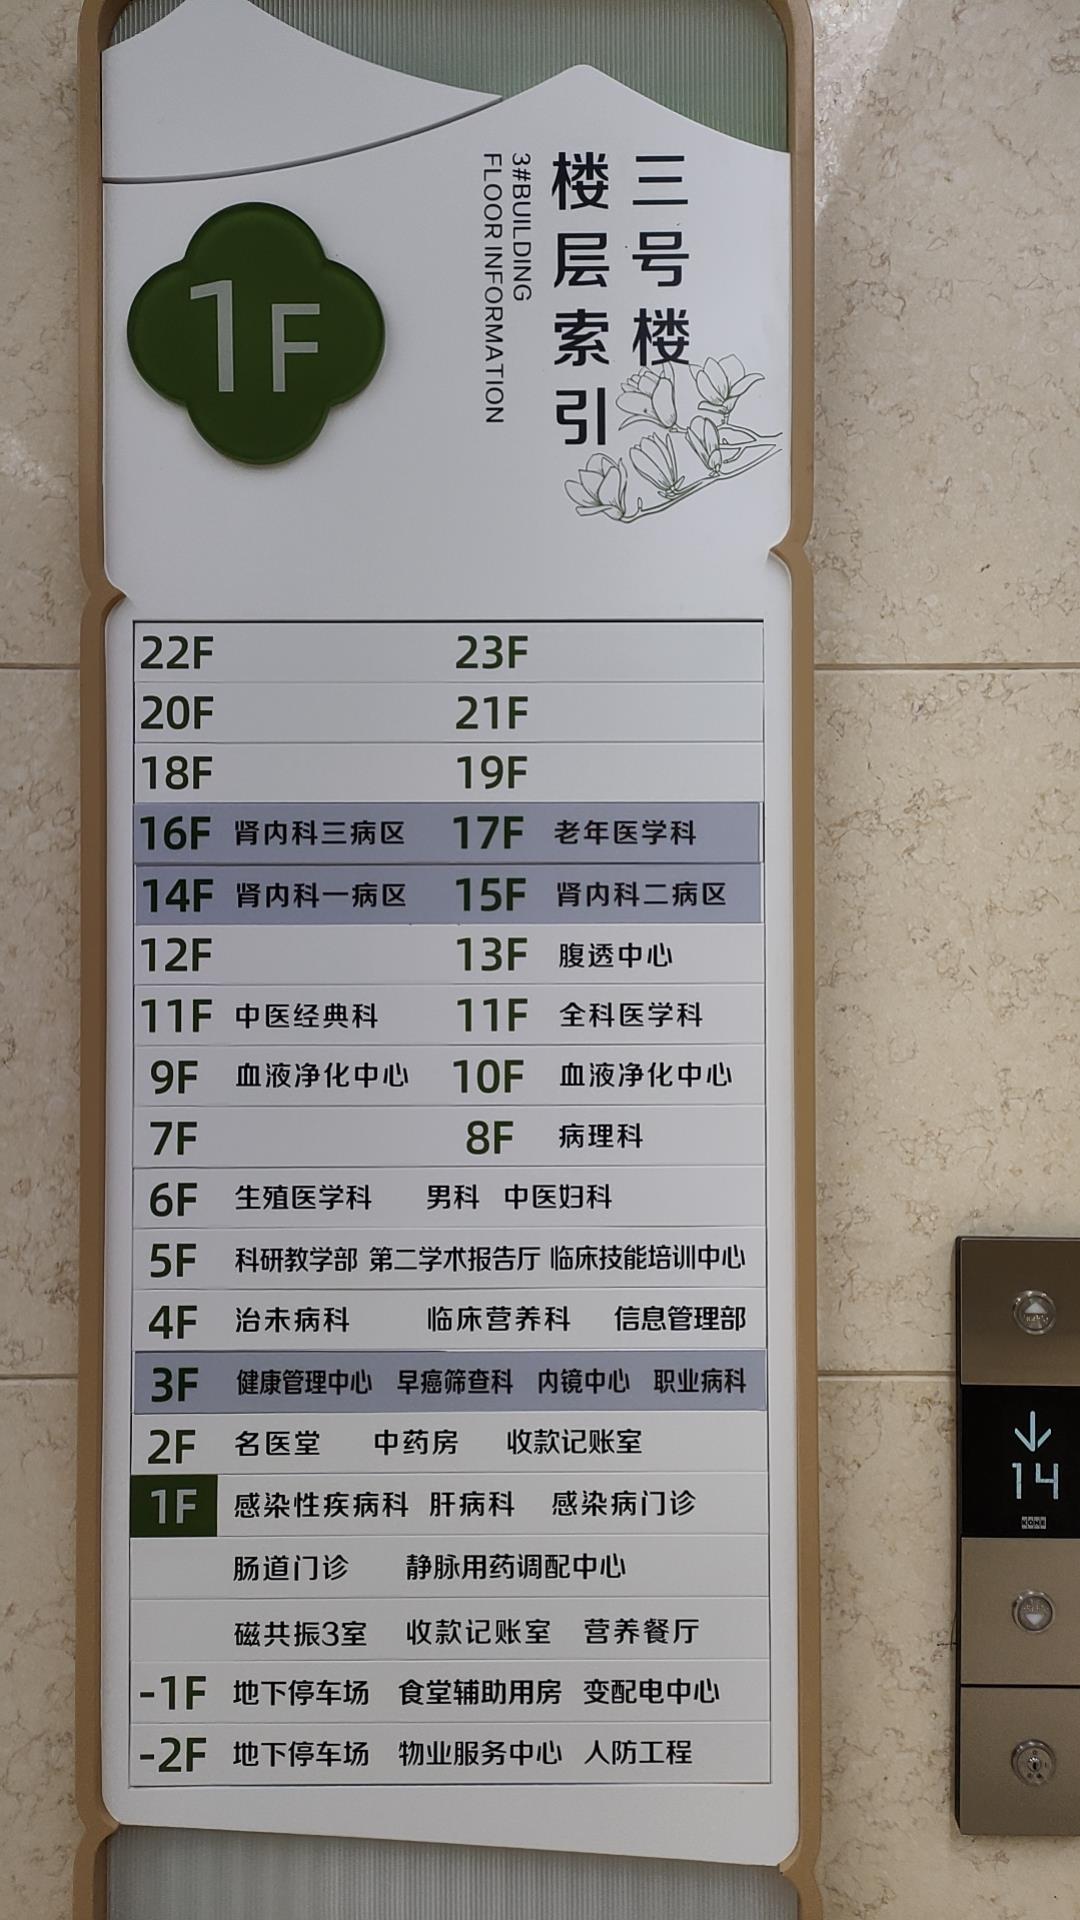 三号楼
楼层索引
3#BUILDING
FLOOR INFORMATION
1F
22F 23F
20F 21F
18F 19F
16F 肾内科三病区 17F 老年医学科
14F 肾内科一病区 15F 肾内科二病区
12F 13F 腹透中心
11F 中医经典科 11F 全科医学科
9F 血液净化中心 10F 血液净化中心
7F 8F 病理科
6F 生殖医学科 男科 中医妇科
5F 科研教学部 第二学术报告厅 临床技能培训中心
4F 治未病科 临床营养科 信息管理部
3F 健康管理中心 早癌筛查科 内镜中心 职业病科
2F 名医堂 中药房 收款记账室
1F 感染性疾病科 肝病科 感染病门诊
肠道门诊 静脉用药调配中心
磁共振3室 收款记账室 营养餐厅
-1F 地下停车场 食堂辅助用房 变配电中心
-2F 地下停车场 物业服务中心 人防工程
14
KONE